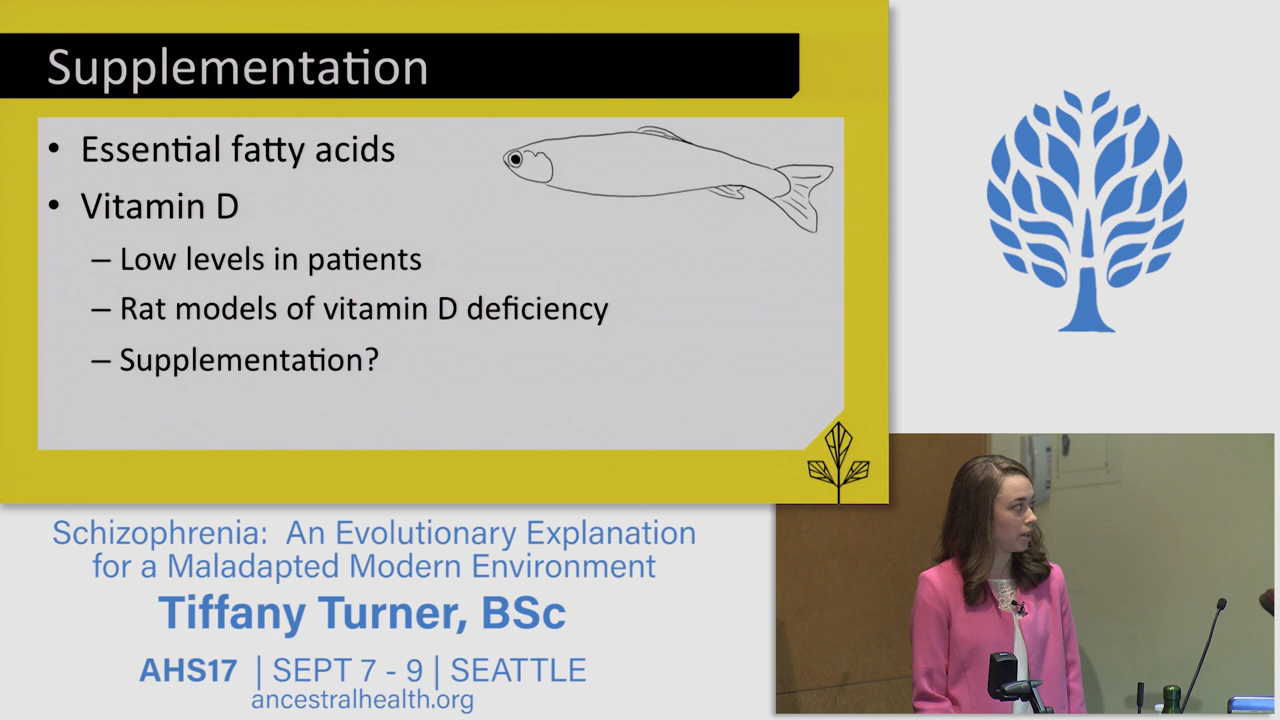 Supplementation
• Essential fatty acids
• Vitamin D
– Low levels in patients
– Rat models of vitamin D deficiency
– Supplementation?
Schizophrenia: An Evolutionary Explanation
for a Maladapted Modern Environment
Tiffany Turner, BSc
AHS17 | SEPT 7 - 9 | SEATTLE
ancestralhealth.org